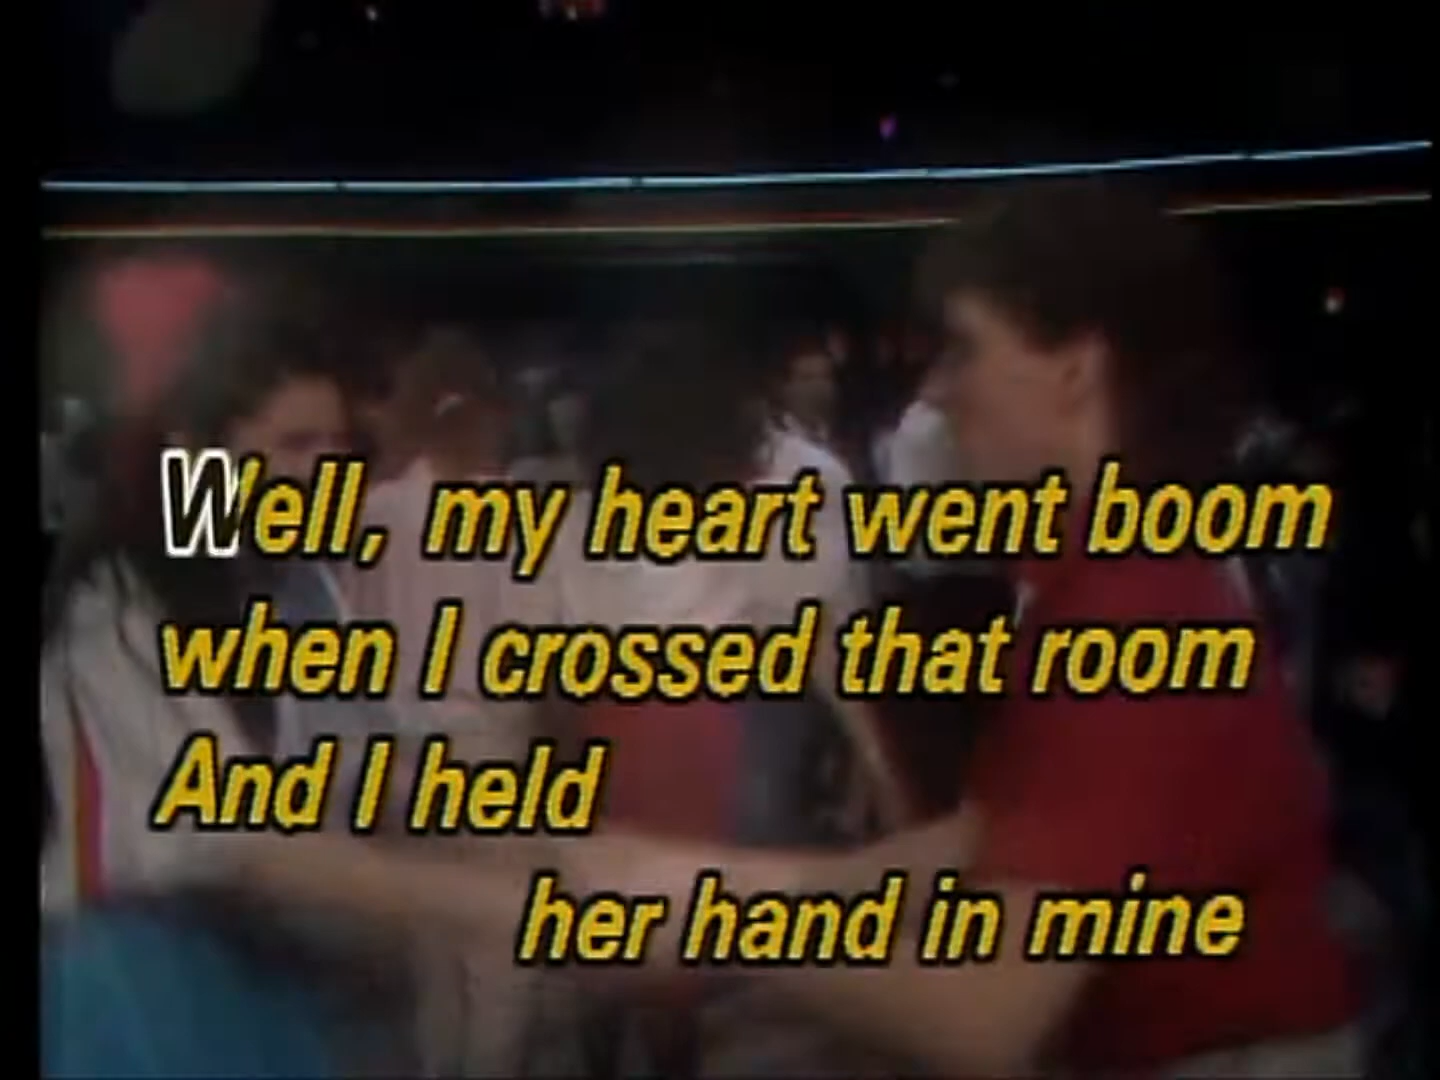 Well, my heart went boom
when I crossed that room
And I held
her hand in mine